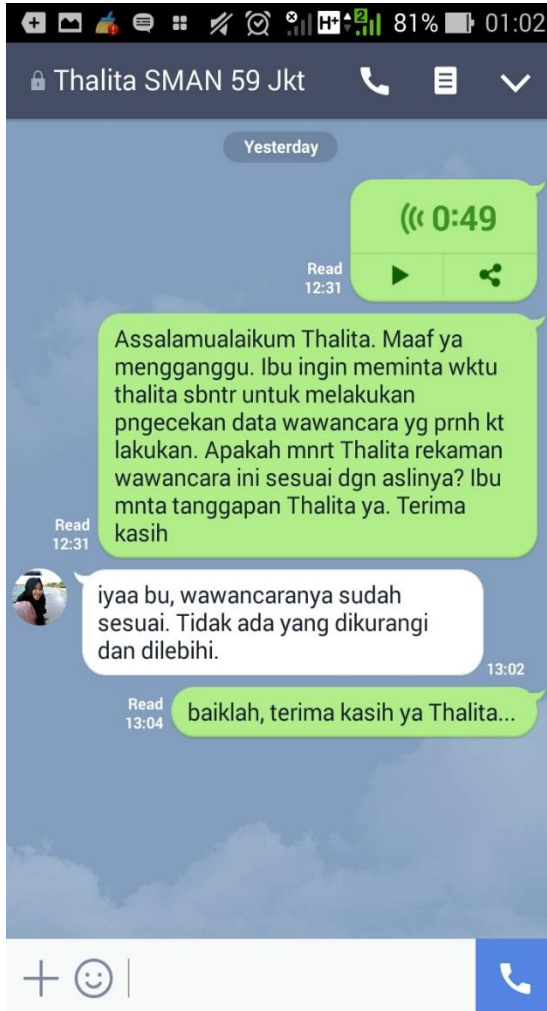 H+
2
81%
01:02
Thalita SMAN 59 Jkt
Yesterday
0:49
Read
12:31
Assalamualaikum Thalita. Maaf ya
mengganggu. Ibu ingin meminta wktu
thalita sbntr untuk melakukan
pngecekan data wawancara yg prnh kt
lakukan. Apakah mnrt Thalita rekaman
wawancara ini sesuai dgn aslinya? Ibu
mnta tanggapan Thalita ya. Terima
kasih
Read
12:31
iyaa bu, wawancaranya sudah
sesuai. Tidak ada yang dikurangi
dan dilebihi.
13:02
Read
13:04
baiklah, terima kasih ya Thalita...